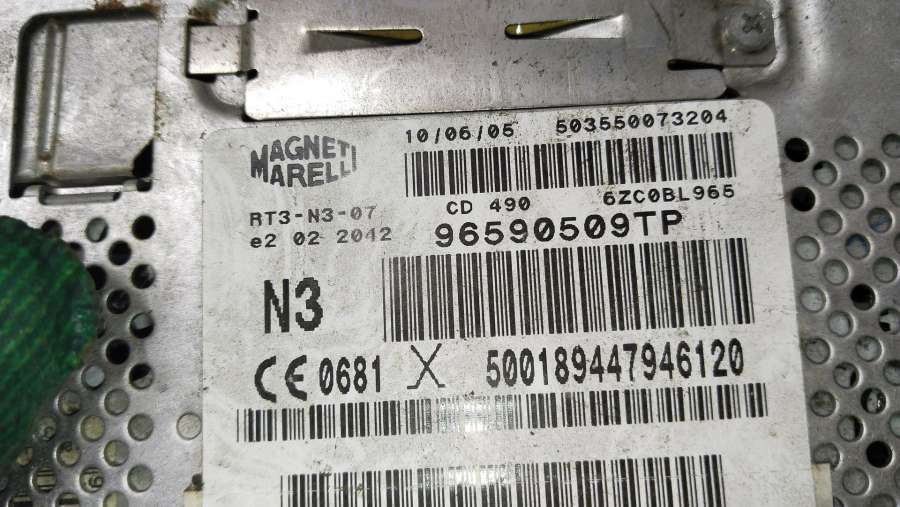 10/06/05 503550073204
MAGNETI
MARELLI
CD 490 6ZC0BL965
RT3-N3-07
e2 02 2042 96590509TP
N3
CE 0681 X 500189447946120